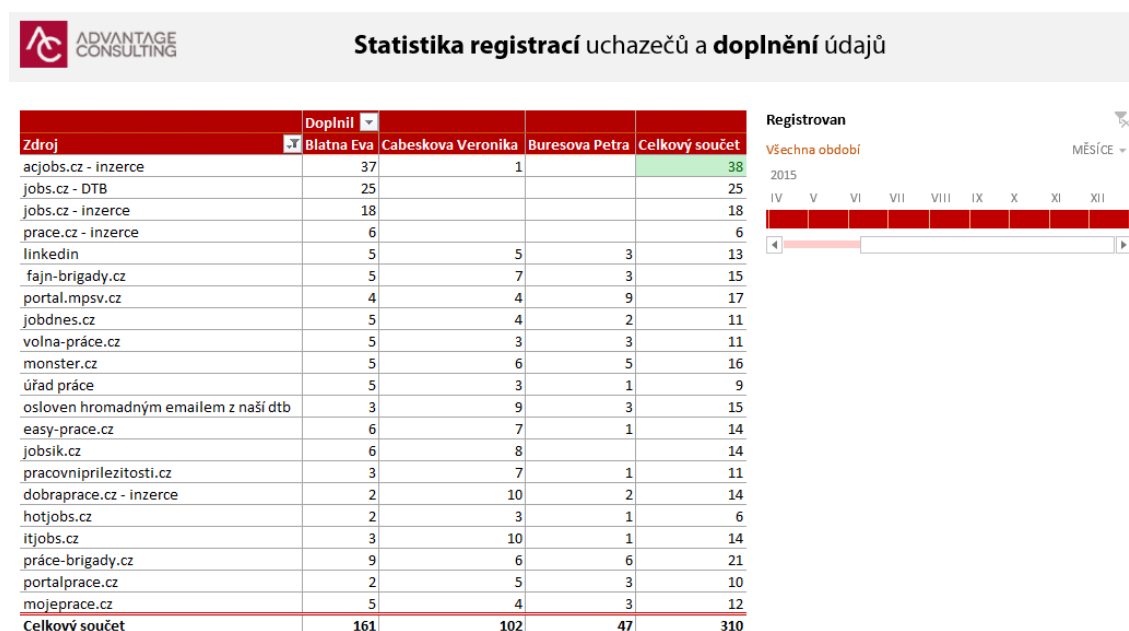 ADVANTAGE
CONSULTING
Statistika registrací uchazečů a doplnění údajů
Doplnil
Zdroj Blatna Eva Cabeskova Veronika Buresova Petra Celkový součet
acjobs.cz - inzerce 37 1 38
jobs.cz - DTB 25 25
jobs.cz - inzerce 18 18
prace.cz - inzerce 6 6
linkedin 5 5 3 13
fajn-brigady.cz 5 7 3 15
portal.mpsv.cz 4 4 9 17
jobdnes.cz 5 4 2 11
volna-práce.cz 5 3 3 11
monster.cz 5 6 5 16
úřad práce 5 3 1 9
osloven hromadným emailem z naší dtb 3 9 3 15
easy-prace.cz 6 7 1 14
jobsik.cz 6 8 14
pracovniprilezitosti.cz 3 7 1 11
dobraprace.cz - inzerce 2 10 2 14
hotjobs.cz 2 3 1 6
itjobs.cz 3 10 1 14
práce-brigady.cz 9 6 6 21
portalprace.cz 2 5 3 10
mojeprace.cz 5 4 3 12
Celkový součet 161 102 47 310
Registrovan
Všechna období MĚSÍCE
2015
IV V VI VII VIII IX X XI XII